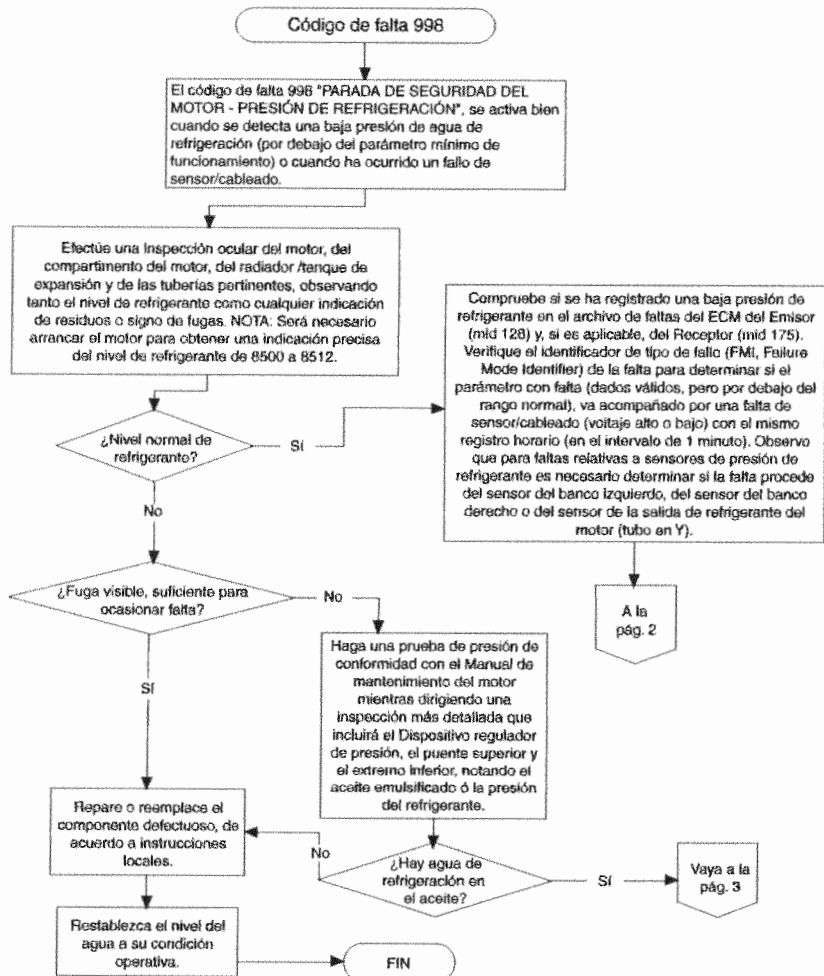 Código de falta 998
El código de falta 998 "PARADA DE SEGURIDAD DEL
MOTOR - PRESIÓN DE REFRIGERACIÓN", se activa bien
cuando se detecta una baja presión de agua de
refrigeración (por debajo del parámetro mínimo de
funcionamiento) o cuando ha ocurrido un fallo de
sensor/cableado.
Efectúe una inspección ocular del motor, del
compartimento del motor, del radiador /tanque de
expansión y de las tuberías pertinentes, observando
tanto el nivel de refrigerante como cualquier indicación
de residuos o signo de fugas. NOTA: Será necesario
arrancar el motor para obtener una indicación precisa
del nivel de refrigerante de 8500 a 8512.
¿Nivel normal de
refrigerante?
Sí
Compruebe si se ha registrado una baja presión de
refrigerante en el archivo de faltas del ECM del Emisor
(mid 128) y, si es aplicable, del Receptor (mid 175).
Verifique el identificador de tipo de fallo (FMI, Failure
Mode Identifier) de la falta para determinar si el
parámetro con falta (dados válidos, pero por debajo del
rango normal), va acompañado por una falta de
sensor/cableado (voltaje alto o bajo) con el mismo
registro horario (en el intervalo de 1 minuto). Observe
que para faltas relativas a sensores de presión de
refrigerante es necesario determinar si la falta procede
del sensor del banco izquierdo, del sensor del banco
derecho o del sensor de la salida de refrigerante del
motor (tubo en Y).
A la
pág. 2
No
¿Fuga visible, suficiente para
ocasionar falta?
No
Sí
Haga una prueba de presión de
conformidad con el Manual de
mantenimiento del motor
mientras dirigiendo una
inspección más detallada que
incluirá el Dispositivo regulador
de presión, el puente superior y
el extremo inferior, notando el
aceite emulsificado ó la presión
del refrigerante.
Repare o reemplace el
componente defectuoso, de
acuerdo a instrucciones
locales.
No
¿Hay agua de
refrigeración en
el aceite?
Sí
Vaya a la
pág. 3
Restablezca el nivel del
agua a su condición
operativa.
FIN